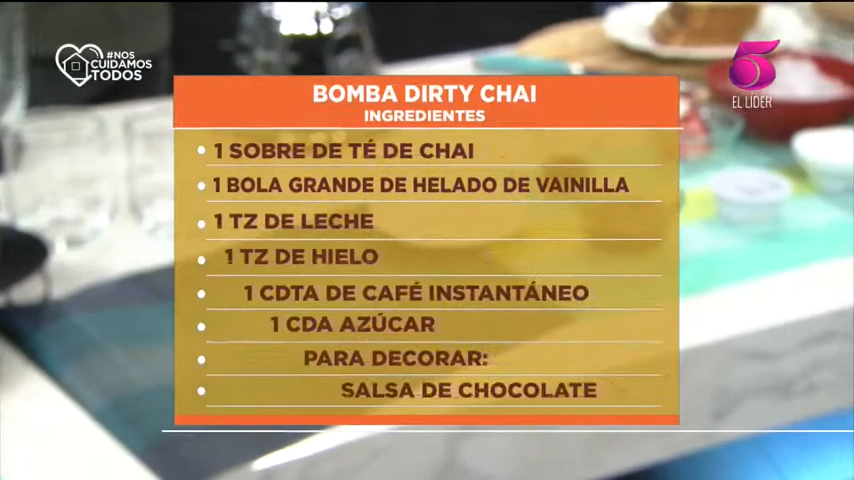 #NOS
CUIDAMOS
TODOS
5
EL LÍDER
BOMBA DIRTY CHAI
INGREDIENTES
• 1 SOBRE DE TÉ DE CHAI
• 1 BOLA GRANDE DE HELADO DE VAINILLA
• 1 TZ DE LECHE
• 1 TZ DE HIELO
• 1 CDTA DE CAFÉ INSTANTÁNEO
• 1 CDA AZÚCAR
• PARA DECORAR:
• SALSA DE CHOCOLATE